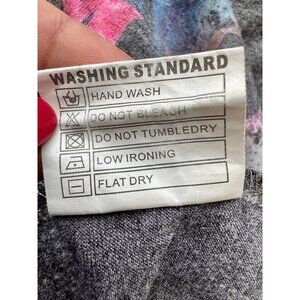 WASHING STANDARD
HAND WASH
DO NOT BLEACH
DO NOT TUMBLEDRY
LOW IRONING
FLAT DRY